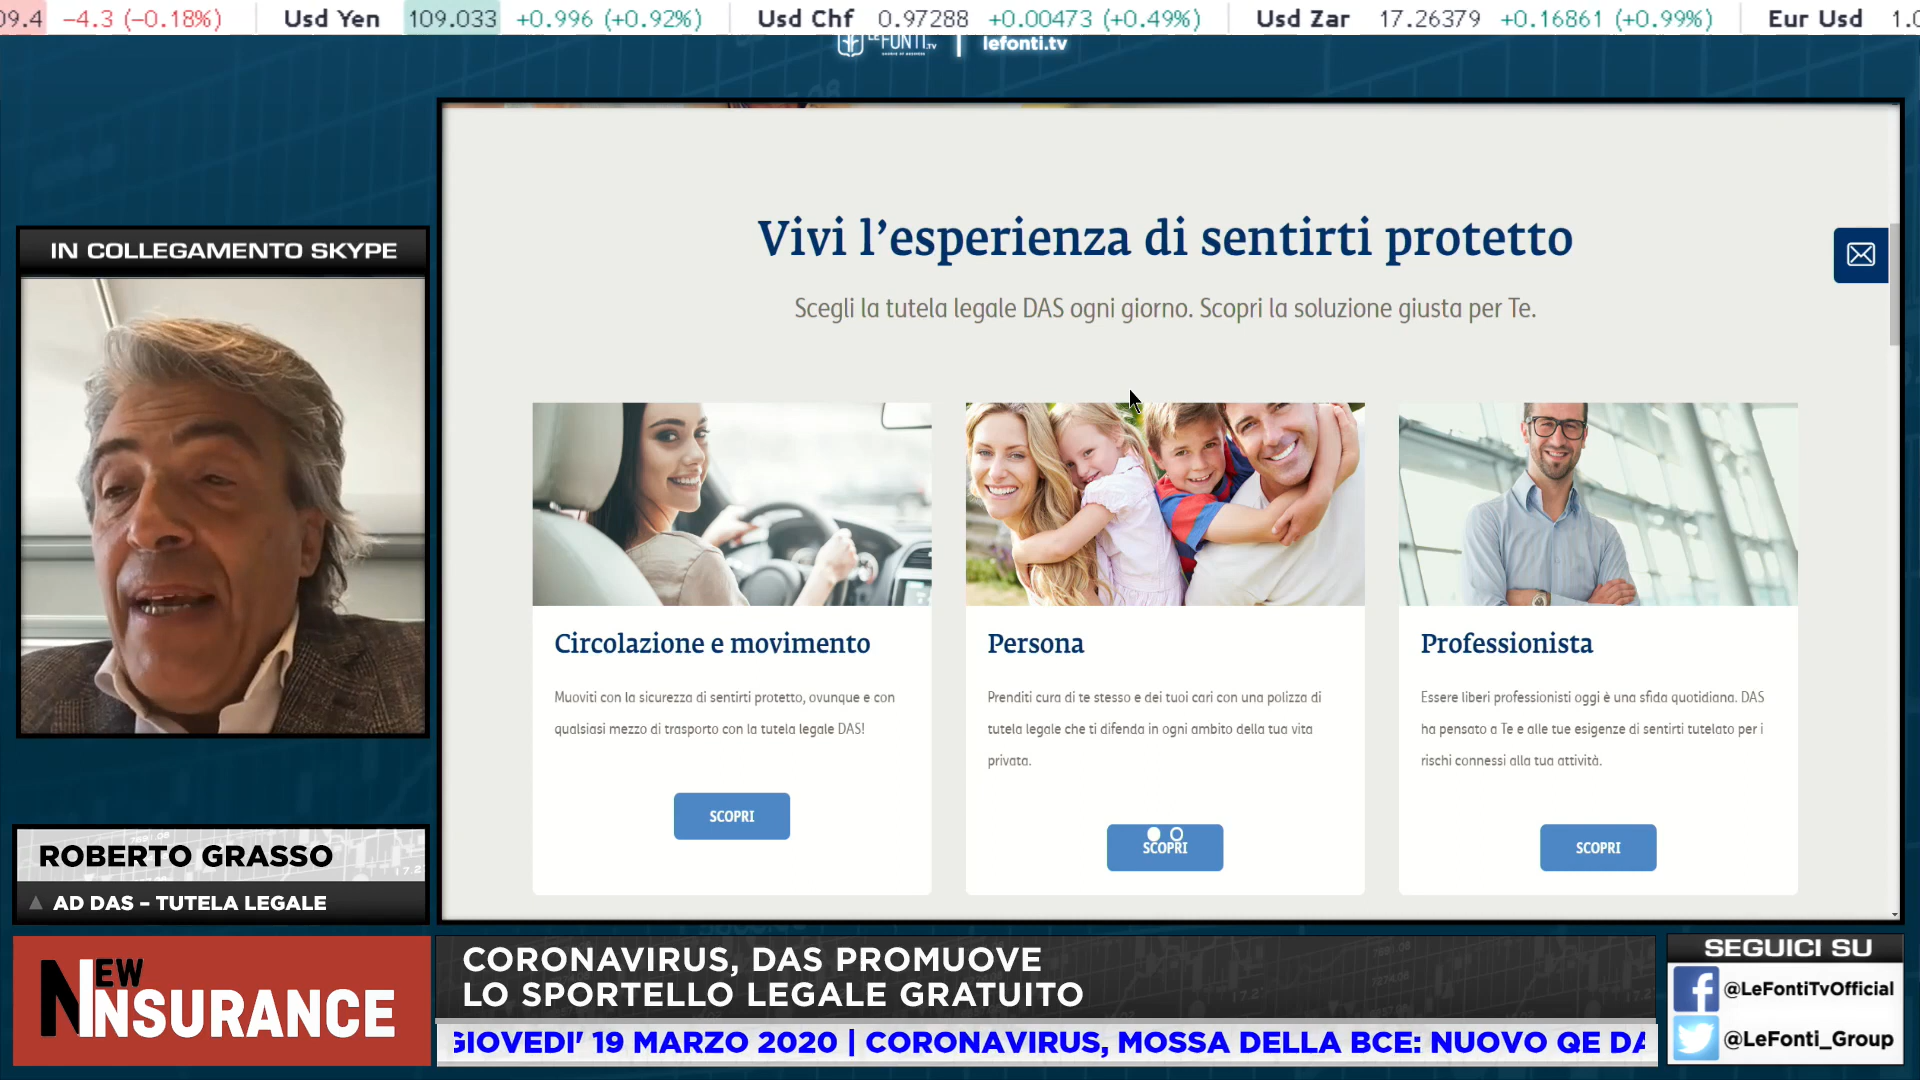 09.4 -4.3 (-0.18%) Usd Yen 109.033 +0.996 (+0.92%) Usd Chf 0.97288 +0.00473 (+0.49%) Usd Zar 17.26379 +0.16861 (+0.99%) Eur Usd
LEFONTI.TV lefonti.tv
IN COLLEGAMENTO SKYPE
Vivi l'esperienza di sentirti protetto
Scegli la tutela legale DAS ogni giorno. Scopri la soluzione giusta per Te.
Circolazione e movimento
Muoviti con la sicurezza di sentirti protetto, ovunque e con
qualsiasi mezzo di trasporto con la tutela legale DAS!
SCOPRI
Persona
Prenditi cura di te stesso e dei tuoi cari con una polizza di
tutela legale che ti difenda in ogni ambito della tua vita
privata.
SCOPRI
Professionista
Essere liberi professionisti oggi è una sfida quotidiana. DAS
ha pensato a Te e alle tue esigenze di sentirti tutelato per i
rischi connessi alla tua attività.
SCOPRI
ROBERTO GRASSO
AD DAS – TUTELA LEGALE
NEW
INSURANCE
CORONAVIRUS, DAS PROMUOVE
LO SPORTELLO LEGALE GRATUITO
GIOVEDI' 19 MARZO 2020 | CORONAVIRUS, MOSSA DELLA BCE: NUOVO QE DA
SEGUICI SU
@LeFontiTvOfficial
@LeFonti_Group